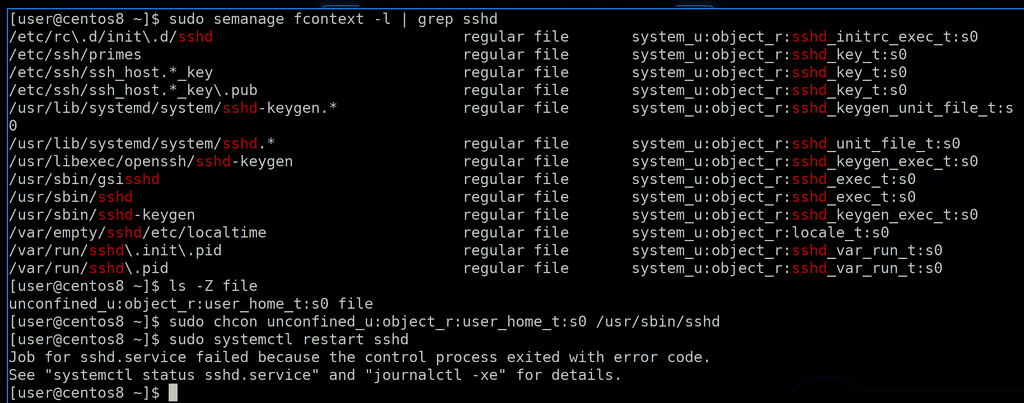 [user@centos8 ~]$ sudo semanage fcontext -l | grep sshd
/etc/rc\.d/init\.d/sshd                            regular file       system_u:object_r:sshd_initrc_exec_t:s0
/etc/ssh/primes                                    regular file       system_u:object_r:sshd_key_t:s0
/etc/ssh/ssh_host.*_key                            regular file       system_u:object_r:sshd_key_t:s0
/etc/ssh/ssh_host.*_key\.pub                       regular file       system_u:object_r:sshd_key_t:s0
/usr/lib/systemd/system/sshd-keygen.*              regular file       system_u:object_r:sshd_keygen_unit_file_t:s
0
/usr/lib/systemd/system/sshd.*                     regular file       system_u:object_r:sshd_unit_file_t:s0
/usr/libexec/openssh/sshd-keygen                   regular file       system_u:object_r:sshd_keygen_exec_t:s0
/usr/sbin/gsisshd                                  regular file       system_u:object_r:sshd_exec_t:s0
/usr/sbin/sshd                                     regular file       system_u:object_r:sshd_exec_t:s0
/usr/sbin/sshd-keygen                              regular file       system_u:object_r:sshd_keygen_exec_t:s0
/var/empty/sshd/etc/localtime                      regular file       system_u:object_r:locale_t:s0
/var/run/sshd\.init\.pid                           regular file       system_u:object_r:sshd_var_run_t:s0
/var/run/sshd\.pid                                 regular file       system_u:object_r:sshd_var_run_t:s0
[user@centos8 ~]$ ls -Z file
unconfined_u:object_r:user_home_t:s0 file
[user@centos8 ~]$ sudo chcon unconfined_u:object_r:user_home_t:s0 /usr/sbin/sshd
[user@centos8 ~]$ sudo systemctl restart sshd
Job for sshd.service failed because the control process exited with error code.
See "systemctl status sshd.service" and "journalctl -xe" for details.
[user@centos8 ~]$